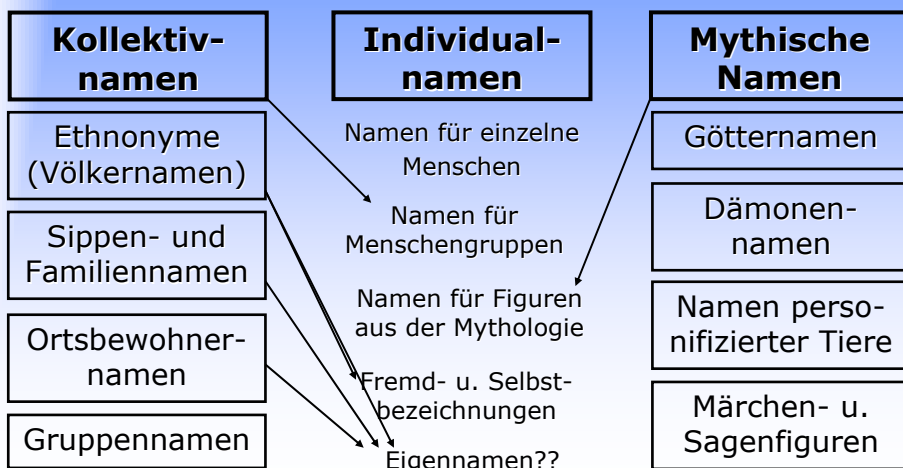 Kollektiv-
namen
Ethnonyme
(Völkernamen)
Sippen- und
Familiennamen
Ortsbewohner-
namen
Gruppennamen
Individual-
namen
Namen für einzelne
Menschen
Namen für
Menschengruppen
Namen für Figuren
aus der Mythologie
Fremd- u. Selbst-
bezeichnungen
Eigennamen??
Mythische
Namen
Götternamen
Dämonen-
namen
Namen perso-
nifizierter Tiere
Märchen- u.
Sagenfiguren